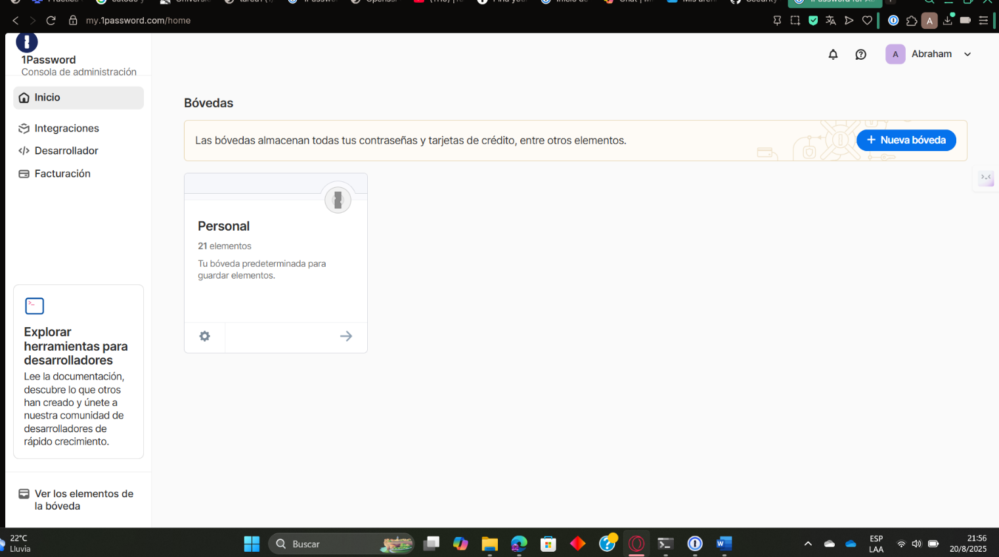 my.1password.com/home
A
1Password
Consola de administración
A
Abraham
Inicio
Integraciones
Desarrollador
Facturación
Bóvedas
Las bóvedas almacenan todas tus contraseñas y tarjetas de crédito, entre otros elementos.
+ Nueva bóveda
Personal
21 elementos
Tu bóveda predeterminada para
guardar elementos.
Explorar
herramientas para
desarrolladores
Lee la documentación,
descubre lo que otros
han creado y únete a
nuestra comunidad de
desarrolladores de
rápido crecimiento.
Ver los elementos de
la bóveda
22°C
Lluvia
Buscar
ESP
LAA
21:56
20/8/2025